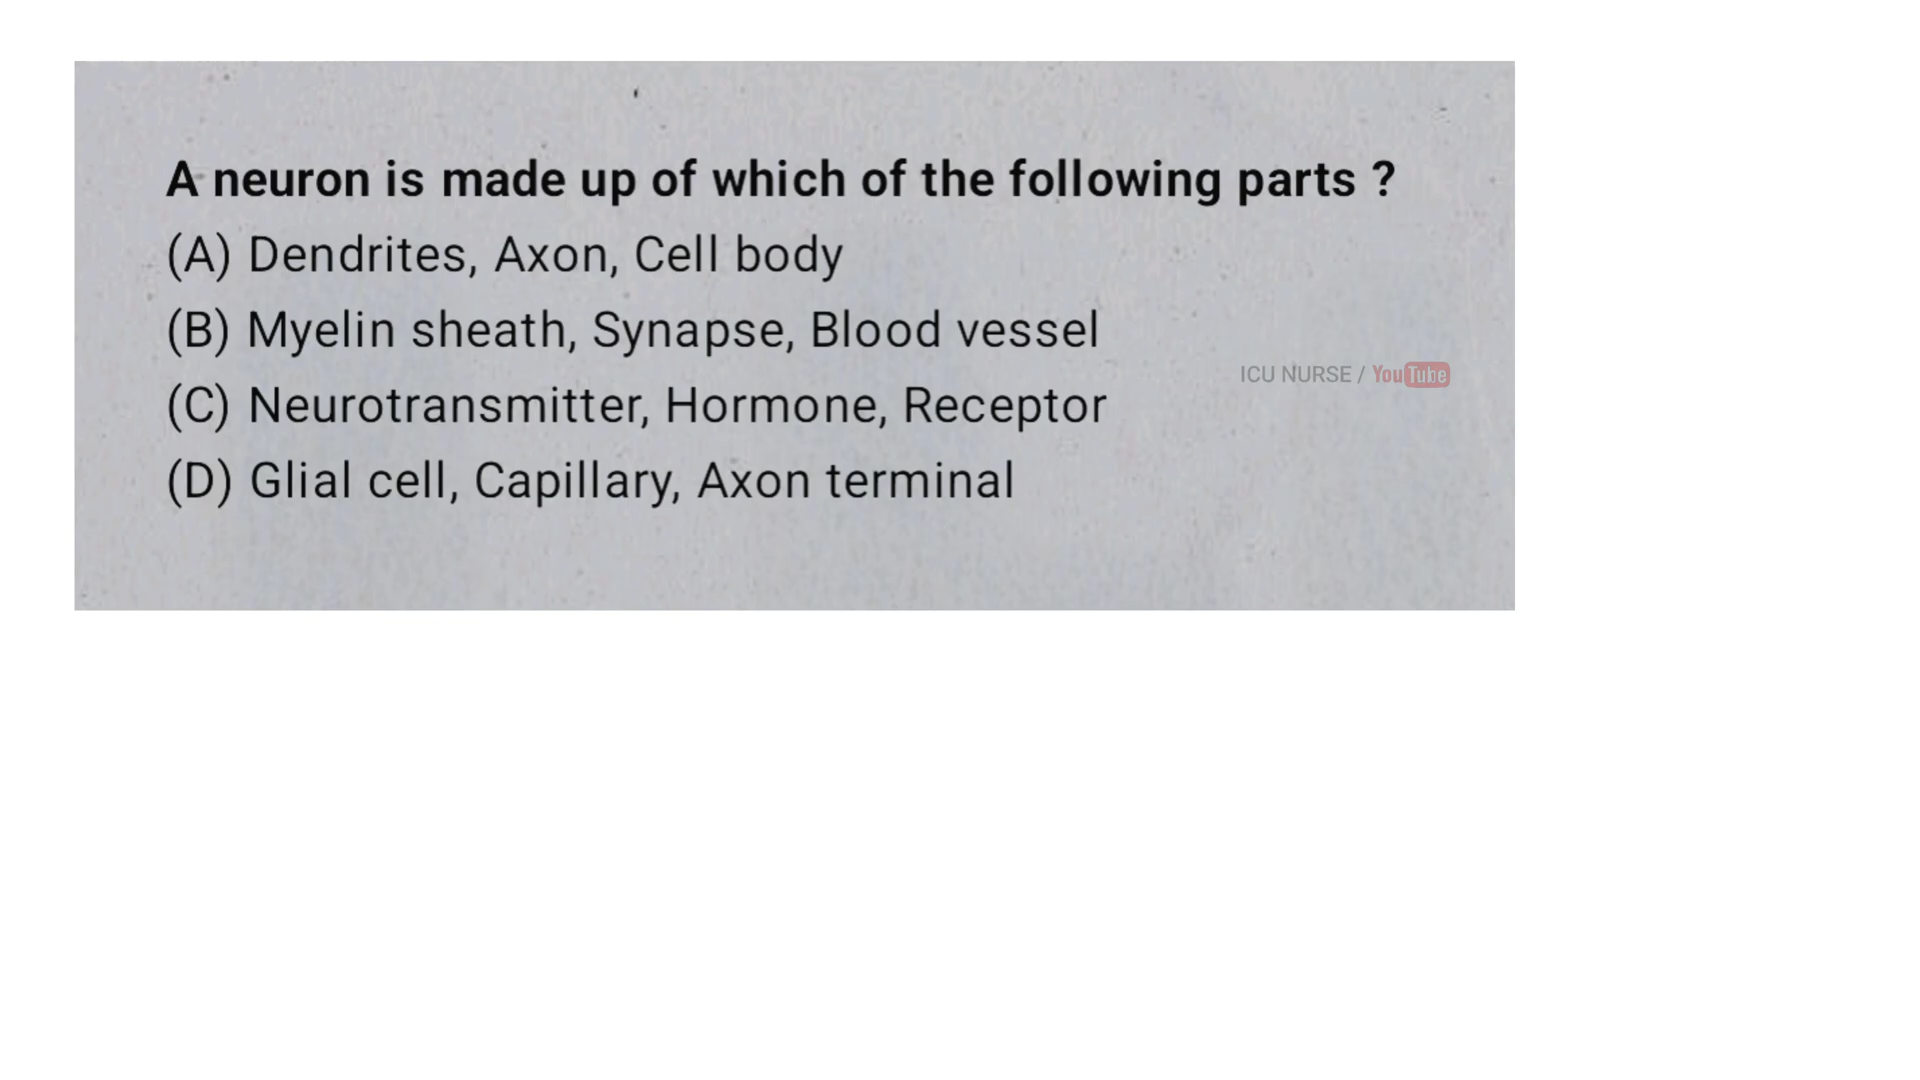 A neuron is made up of which of the following parts ?
(A) Dendrites, Axon, Cell body
(B) Myelin sheath, Synapse, Blood vessel
ICU NURSE / YouTube
(C) Neurotransmitter, Hormone, Receptor
(D) Glial cell, Capillary, Axon terminal